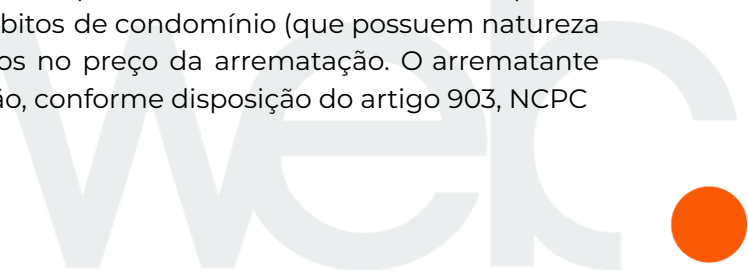 bitos de condomínio (que possuem natureza
os no preço da arrematação. O arrematante
ão, conforme disposição do artigo 903, NCPC
web